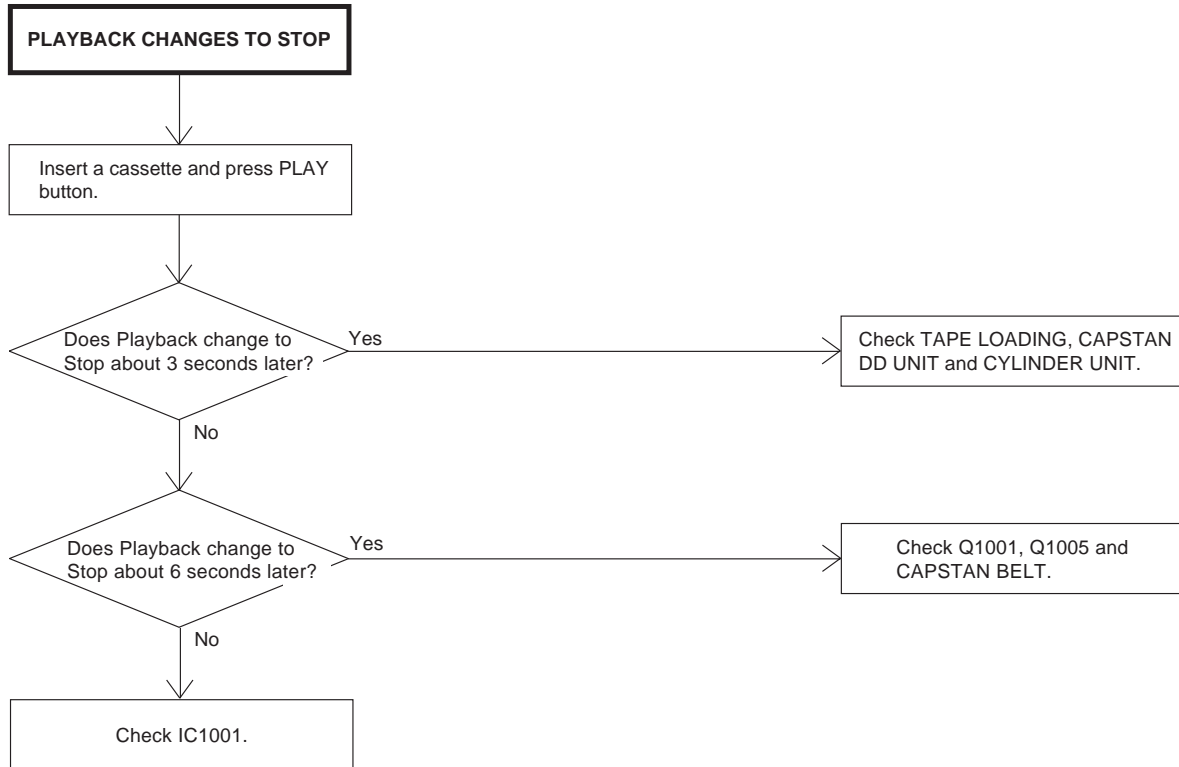 PLAYBACK CHANGES TO STOP
Insert a cassette and press PLAY
button.
Does Playback change to
Stop about 3 seconds later?
Yes
Check TAPE LOADING, CAPSTAN
DD UNIT and CYLINDER UNIT.
No
Does Playback change to
Stop about 6 seconds later?
Yes
Check Q1001, Q1005 and
CAPSTAN BELT.
No
Check IC1001.